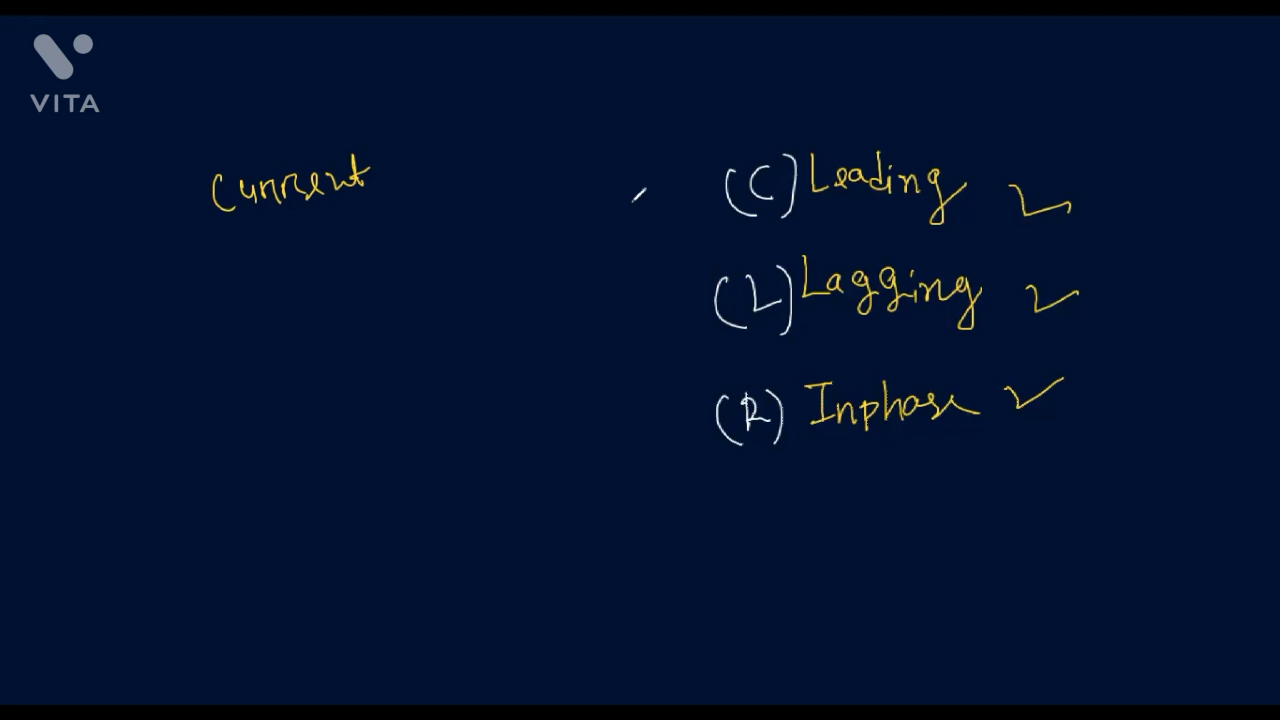 VITA
Current
(C) Leading
(L) Lagging
(R) Inphase